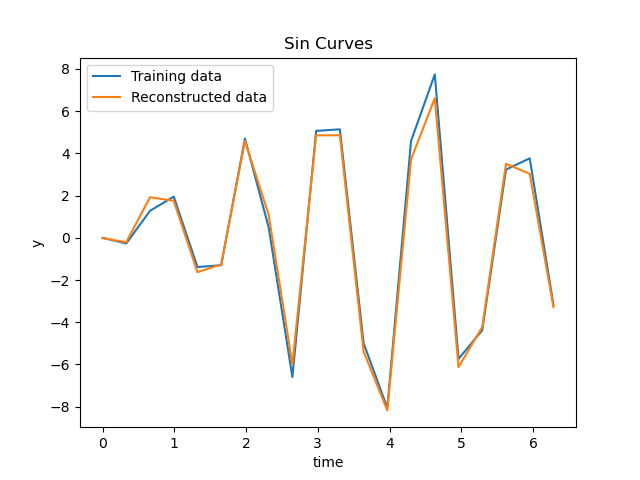 Sin Curves
Training data
Reconstructed data
8
6
4
2
0
−2
−4
−6
−8
y
0 1 2 3 4 5 6
time